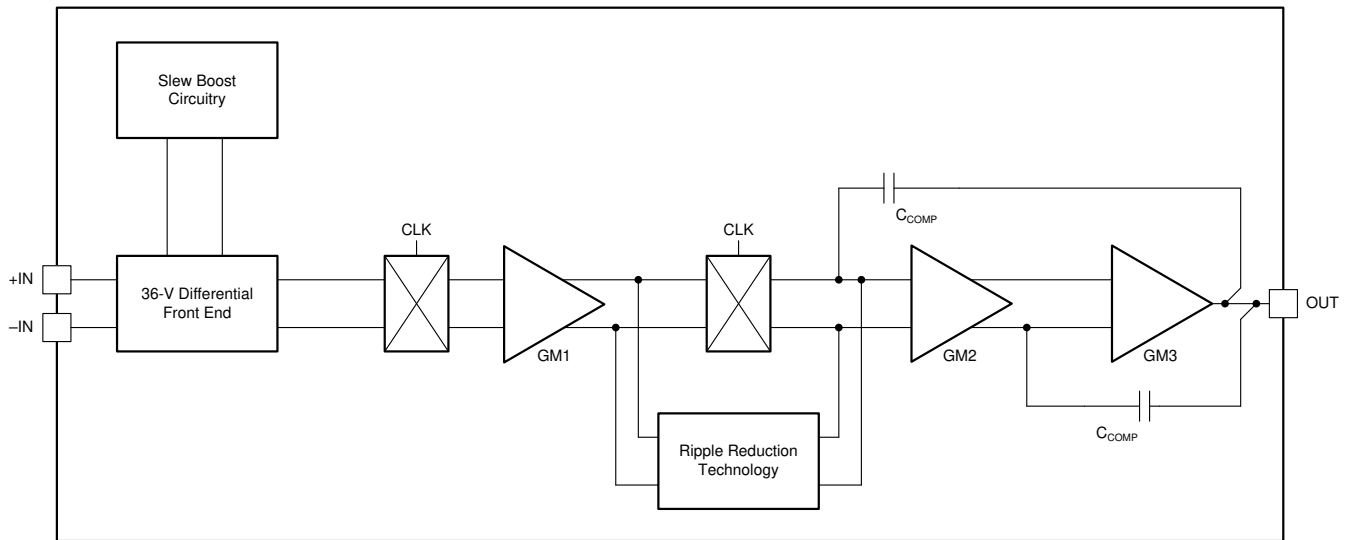 Slew Boost
Circuitry
C_COMP
CLK
CLK
+IN
36-V Differential
Front End
–IN
OUT
GM1
GM2
GM3
C_COMP
Ripple Reduction
Technology